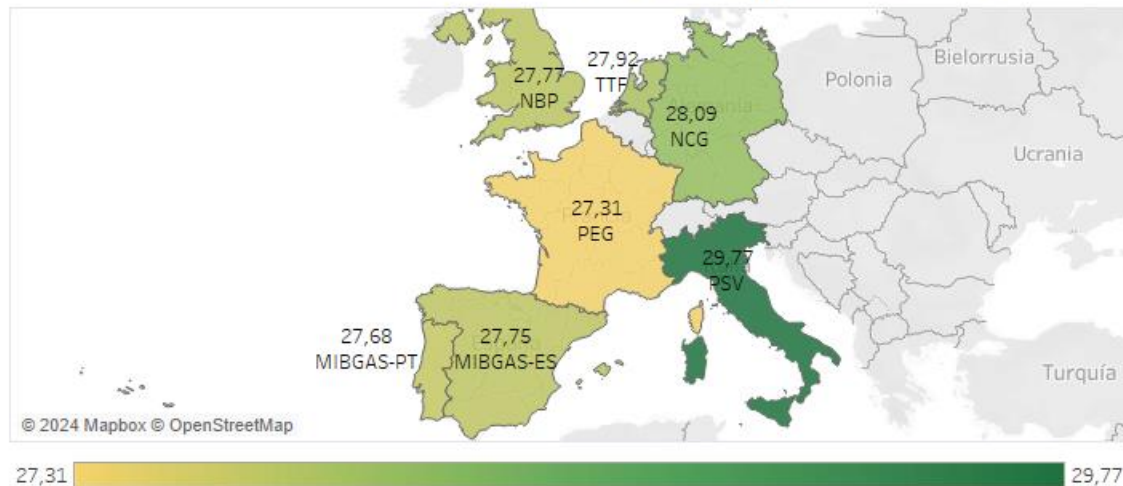 27,77
NBP
27,92
TTF
28,09
NCG
Polonia
Bielorrusia
Ucrania
27,31
PEG
29,77
PSV
27,68
MIBGAS-PT
27,75
MIBGAS-ES
Turquía
© 2024 Mapbox © OpenStreetMap
27,31
29,77